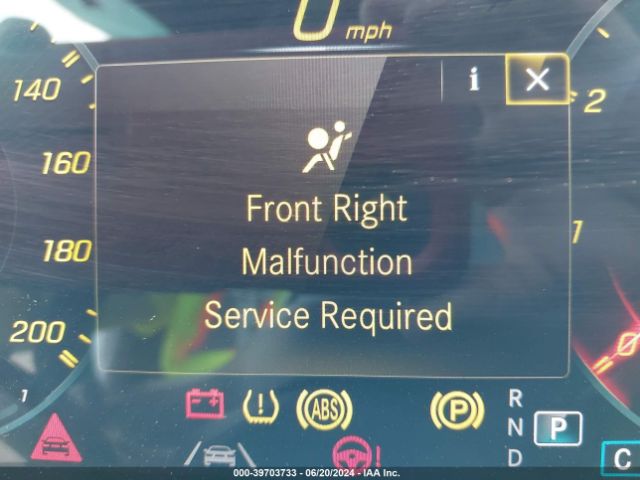 0 mph
140
160
180
200
i
2
1
0
Front Right
Malfunction
Service Required
1
ABS
P
R
N
D
P
C
000-39703733 - 06/20/2024 - IAA Inc.